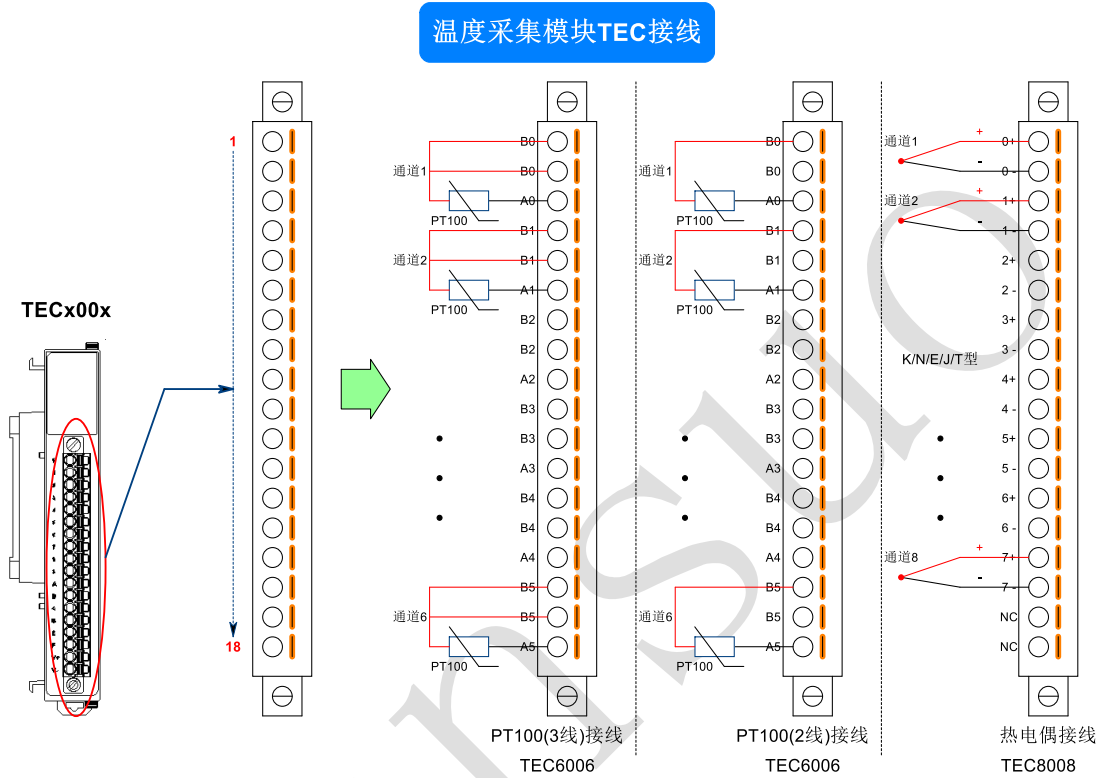 温度采集模块TEC接线
TECx00x
1
18
B0
通道1
B0
A0
PT100
B1
通道2
B1
A1
PT100
B2
B2
A2
B3
B3
A3
B4
B4
A4
B5
通道6
B5
A5
PT100
PT100(3线)接线
TEC6006
B0
通道1
B0
A0
PT100
B1
通道2
B1
A1
PT100
B2
B2
A2
B3
B3
A3
B4
B4
A4
B5
通道6
B5
A5
PT100
PT100(2线)接线
TEC6006
通道1
+
0+
-
0 -
通道2
+
1+
-
1 -
2+
2 -
3+
3 -
K/N/E/J/T型
4+
4 -
5+
5 -
6+
6 -
通道8
+
7+
-
7 -
NC
NC
热电偶接线
TEC8008
nsuo